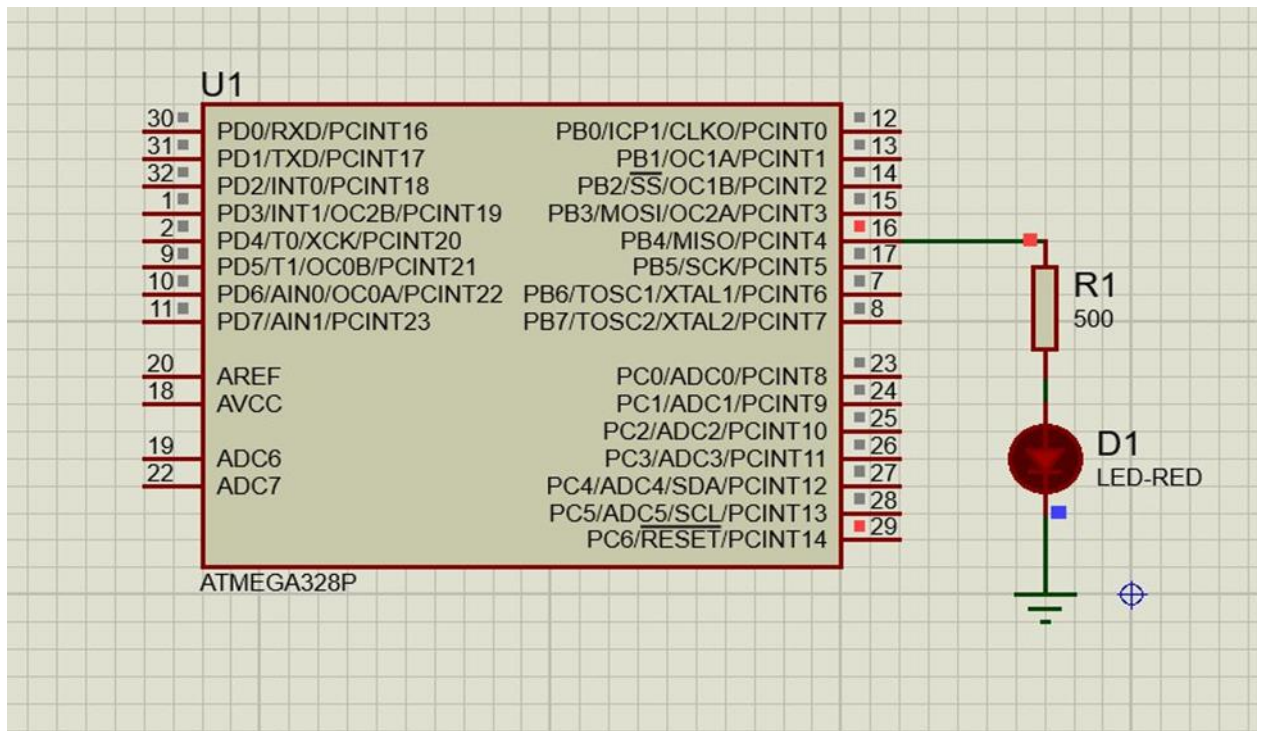 U1
30 PD0/RXD/PCINT16
31 PD1/TXD/PCINT17
32 PD2/INT0/PCINT18
1 PD3/INT1/OC2B/PCINT19
2 PD4/T0/XCK/PCINT20
9 PD5/T1/OC0B/PCINT21
10 PD6/AIN0/OC0A/PCINT22
11 PD7/AIN1/PCINT23
20 AREF
18 AVCC
19 ADC6
22 ADC7
PB0/ICP1/CLKO/PCINT0 12
PB1/OC1A/PCINT1 13
PB2/SS/OC1B/PCINT2 14
PB3/MOSI/OC2A/PCINT3 15
PB4/MISO/PCINT4 16
PB5/SCK/PCINT5 17
PB6/TOSC1/XTAL1/PCINT6 7
PB7/TOSC2/XTAL2/PCINT7 8
PC0/ADC0/PCINT8 23
PC1/ADC1/PCINT9 24
PC2/ADC2/PCINT10 25
PC3/ADC3/PCINT11 26
PC4/ADC4/SDA/PCINT12 27
PC5/ADC5/SCL/PCINT13 28
PC6/RESET/PCINT14 29
ATMEGA328P
R1
500
D1
LED-RED